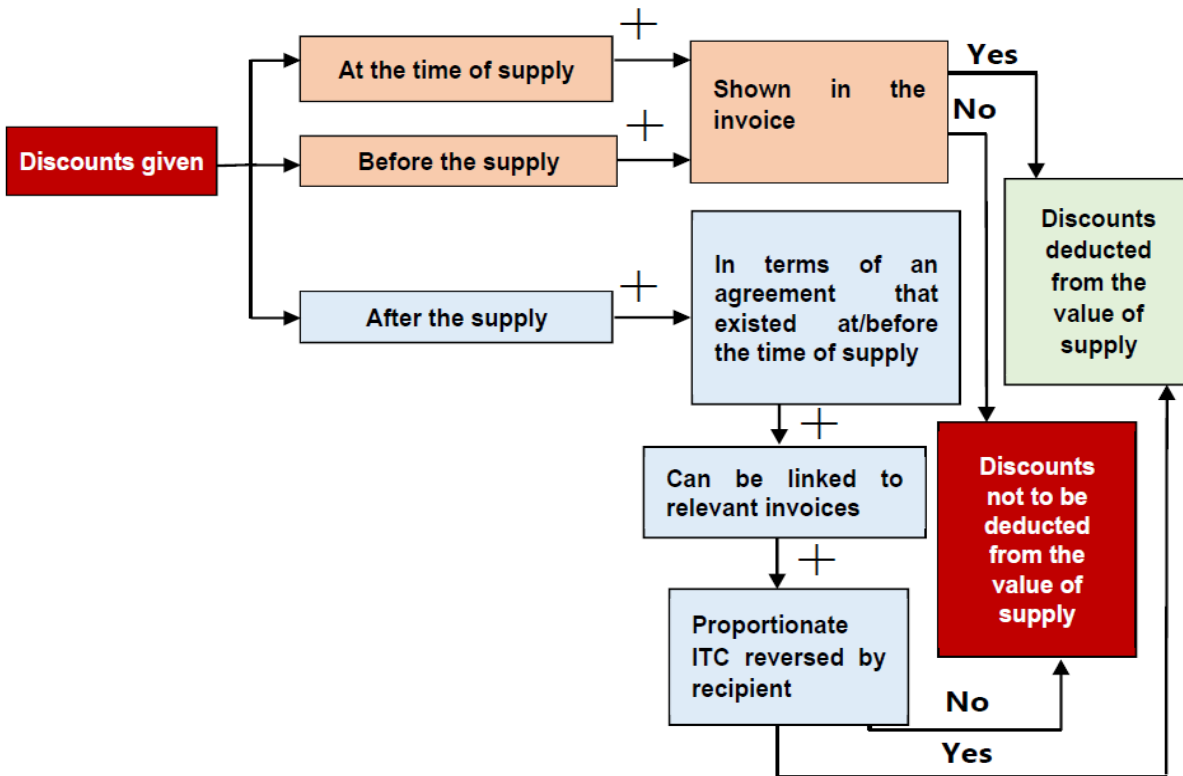 Discounts given
At the time of supply
+
Before the supply
+
Shown in the
invoice
Yes
No
After the supply
+
In terms of an
agreement that
existed at/before
the time of supply
+
Can be linked to
relevant invoices
+
Proportionate
ITC reversed by
recipient
No
Yes
Discounts
deducted
from the
value of
supply
Discounts
not to be
deducted
from the
value of
supply